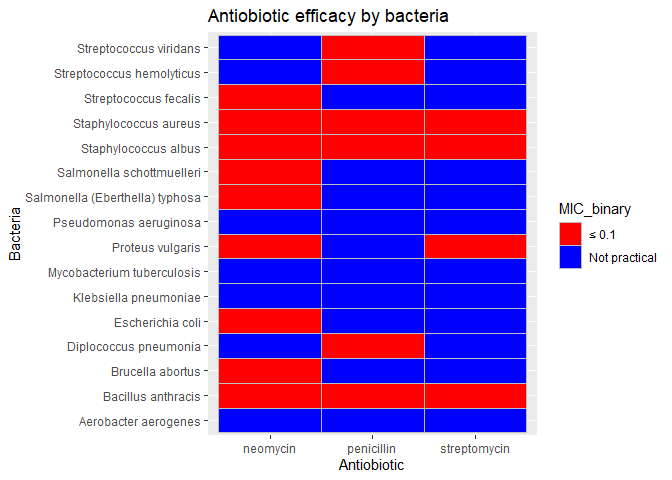 Antiobiotic efficacy by bacteria
Streptococcus viridans
Streptococcus hemolyticus
Streptococcus fecalis
Staphylococcus aureus
Staphylococcus albus
Salmonella schottmuelleri
Salmonella (Eberthella) typhosa
Pseudomonas aeruginosa
Proteus vulgaris
Mycobacterium tuberculosis
Klebsiella pneumoniae
Escherichia coli
Diplococcus pneumonia
Brucella abortus
Bacillus anthracis
Aerobacter aerogenes
Bacteria
neomycin penicillin streptomycin
Antiobiotic
MIC_binary
≤ 0.1
Not practical